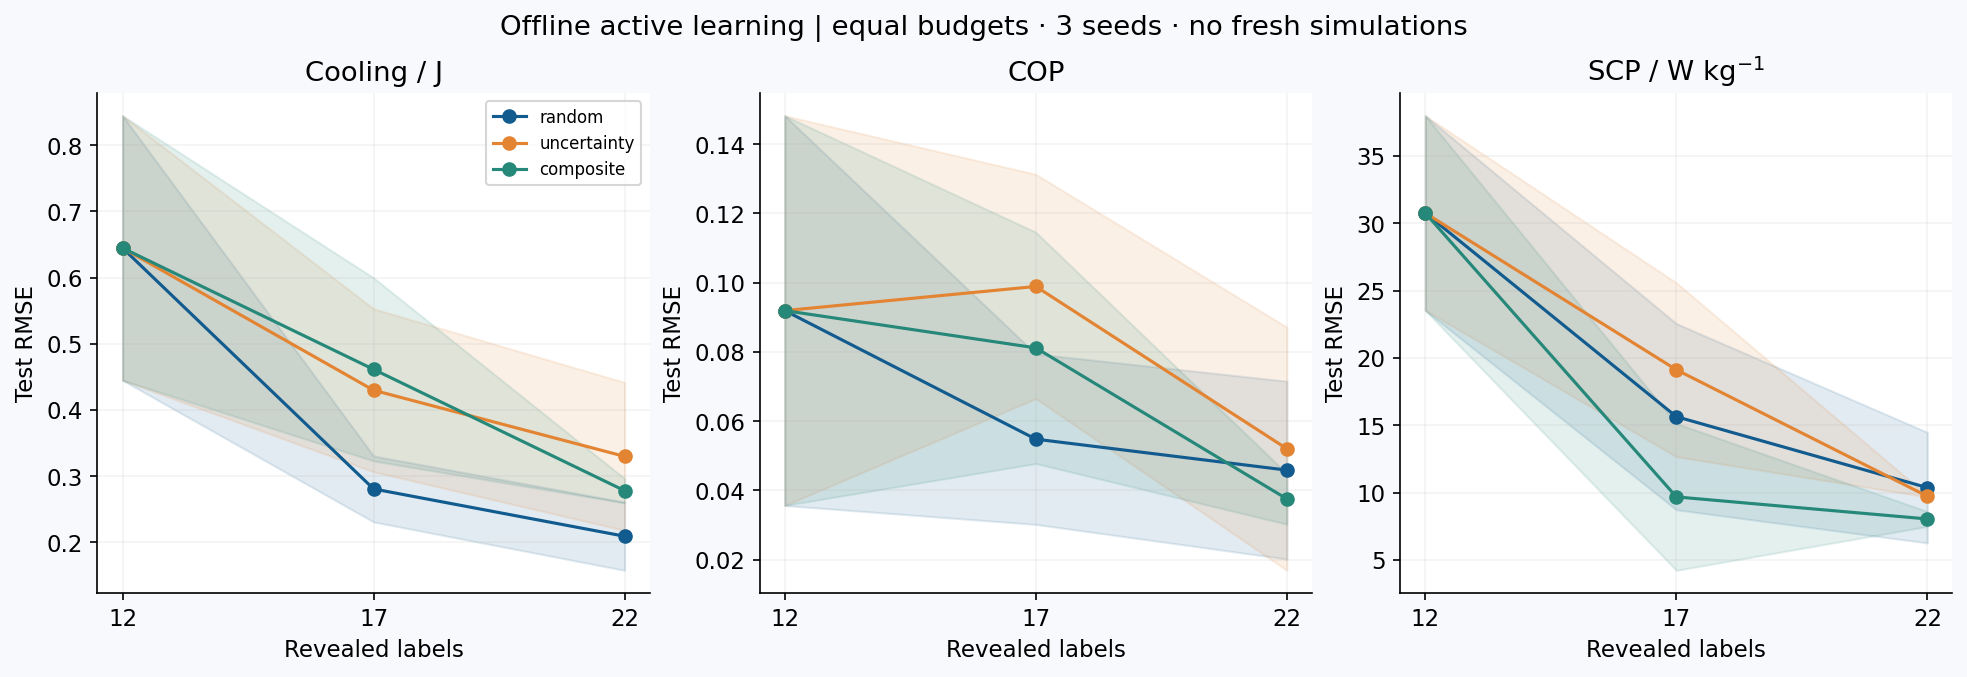 Offline active learning | equal budgets · 3 seeds · no fresh simulations
Cooling / J
Test RMSE
0.8
0.7
0.6
0.5
0.4
0.3
0.2
random
uncertainty
composite
12 17 22
Revealed labels
COP
Test RMSE
0.14
0.12
0.10
0.08
0.06
0.04
0.02
12 17 22
Revealed labels
SCP / W kg⁻¹
Test RMSE
35
30
25
20
15
10
5
12 17 22
Revealed labels